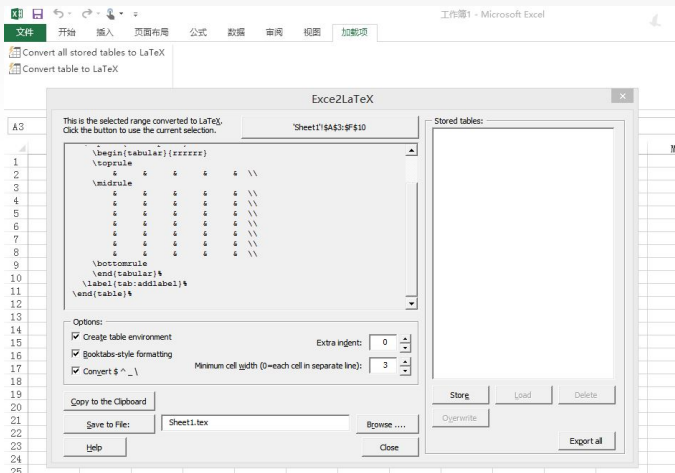 工作簿1 - Microsoft Excel
文件 开始 插入 页面布局 公式 数据 审阅 视图 加载项
Convert all stored tables to LaTeX
Convert table to LaTeX
Exce2LaTeX
This is the selected range converted to LaTeX.
Click the button to use the current selection.
'Sheet1'!$A$3:$F$10
Stored tables:
A3
\begin{tabular}{rrrrrr}
\toprule
& & & & & \\
\midrule
& & & & & \\
& & & & & \\
& & & & & \\
& & & & & \\
& & & & & \\
& & & & & \\
& & & & & \\
\bottomrule
\end{tabular}%
\label{tab:addlabel}%
\end{table}%
1
2
3
4
5
6
7
8
9
10
11
12
13
14
15
16
17
18
19
20
21
22
23
24
25
Options:
Create table environment
Booktabs-style formatting
Convert $ ^ _ \
Extra indent: 0
Minimum cell width (0=each cell in separate line): 3
Copy to the Clipboard
Save to File: Sheet1.tex Browse ....
Help Close
Store Load Delete
Overwrite
Export all